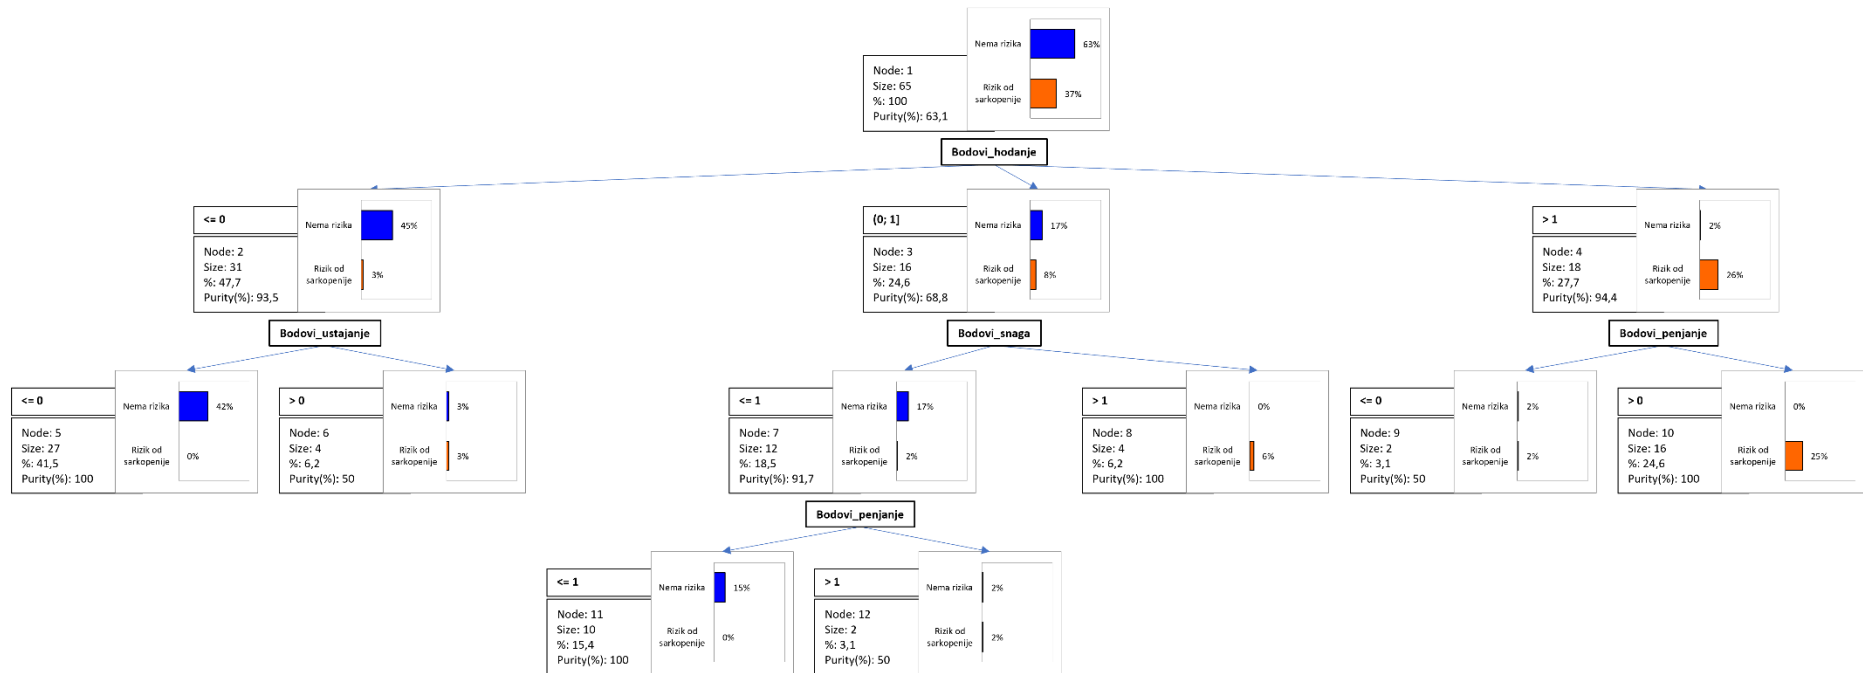 Nema rizika
63%
Node: 1
Size: 65
%: 100
Purity(%): 63,1
Rizik od
sarkopenije
37%
Bodovi_hodanje
<= 0
Nema rizika
45%
Node: 2
Size: 31
%: 47,7
Purity(%): 93,5
Rizik od
sarkopenije
3%
(0; 1]
Nema rizika
17%
Node: 3
Size: 16
%: 24,6
Purity(%): 68,8
Rizik od
sarkopenije
8%
> 1
Nema rizika
2%
Node: 4
Size: 18
%: 27,7
Purity(%): 94,4
Rizik od
sarkopenije
26%
Bodovi_ustajanje
Bodovi_snaga
Bodovi_penjanje
<= 0
Nema rizika
42%
Node: 5
Size: 27
%: 41,5
Purity(%): 100
Rizik od
sarkopenije
0%
> 0
Nema rizika
3%
Node: 6
Size: 4
%: 6,2
Purity(%): 50
Rizik od
sarkopenije
3%
<= 1
Nema rizika
17%
Node: 7
Size: 12
%: 18,5
Purity(%): 91,7
Rizik od
sarkopenije
2%
> 1
Nema rizika
0%
Node: 8
Size: 4
%: 6,2
Purity(%): 100
Rizik od
sarkopenije
6%
<= 0
Nema rizika
2%
Node: 9
Size: 2
%: 3,1
Purity(%): 50
Rizik od
sarkopenije
2%
> 0
Nema rizika
0%
Node: 10
Size: 16
%: 24,6
Purity(%): 100
Rizik od
sarkopenije
25%
Bodovi_penjanje
<= 1
Nema rizika
15%
Node: 11
Size: 10
%: 15,4
Purity(%): 100
Rizik od
sarkopenije
0%
> 1
Nema rizika
2%
Node: 12
Size: 2
%: 3,1
Purity(%): 50
Rizik od
sarkopenije
2%